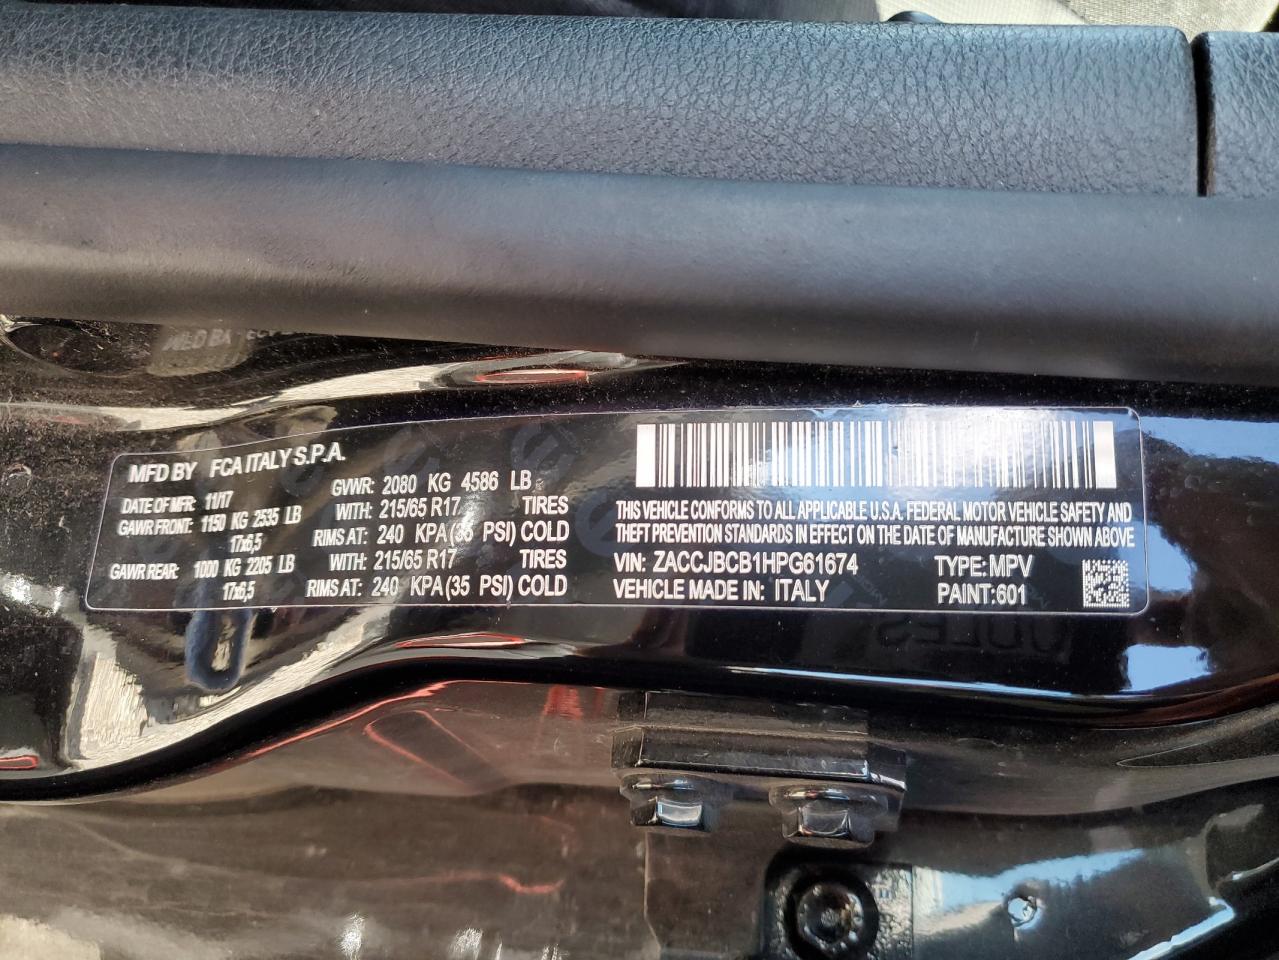 MFD BY FCA ITALY S.P.A.
DATE OF MFR: 11/17 GVWR: 2080 KG 4586 LB
GAWR FRONT: 1150 KG 2535 LB WITH: 215/65 R17 TIRES
17x6,5 RIMS AT: 240 KPA (35 PSI) COLD
GAWR REAR: 1000 KG 2205 LB WITH: 215/65 R17 TIRES
17x6,5 RIMS AT: 240 KPA (35 PSI) COLD
THIS VEHICLE CONFORMS TO ALL APPLICABLE U.S.A. FEDERAL MOTOR VEHICLE SAFETY AND
THEFT PREVENTION STANDARDS IN EFFECT ON THE DATE OF MANUFACTURE SHOWN ABOVE
VIN: ZACCJBCB1HPG61674 TYPE: MPV
VEHICLE MADE IN: ITALY PAINT: 601